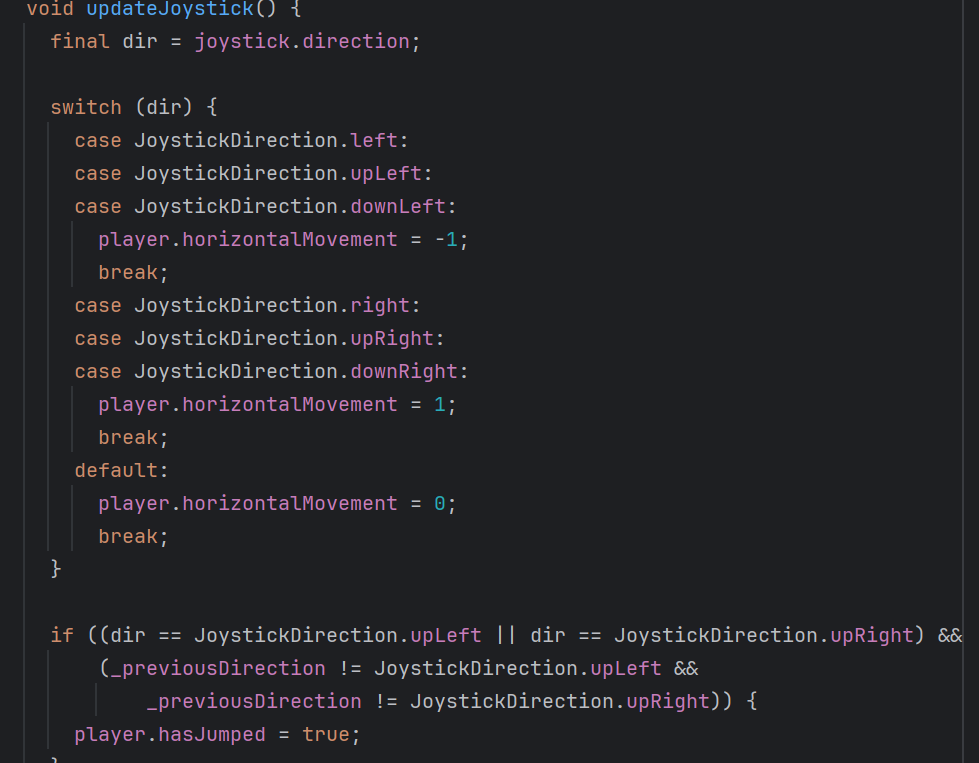 void updateJoystick() {
final dir = joystick.direction;
switch (dir) {
case JoystickDirection.left:
case JoystickDirection.upLeft:
case JoystickDirection.downLeft:
player.horizontalMovement = -1;
break;
case JoystickDirection.right:
case JoystickDirection.upRight:
case JoystickDirection.downRight:
player.horizontalMovement = 1;
break;
default:
player.horizontalMovement = 0;
break;
}
if ((dir == JoystickDirection.upLeft || dir == JoystickDirection.upRight) &&
(_previousDirection != JoystickDirection.upLeft &&
_previousDirection != JoystickDirection.upRight)) {
player.hasJumped = true;
}